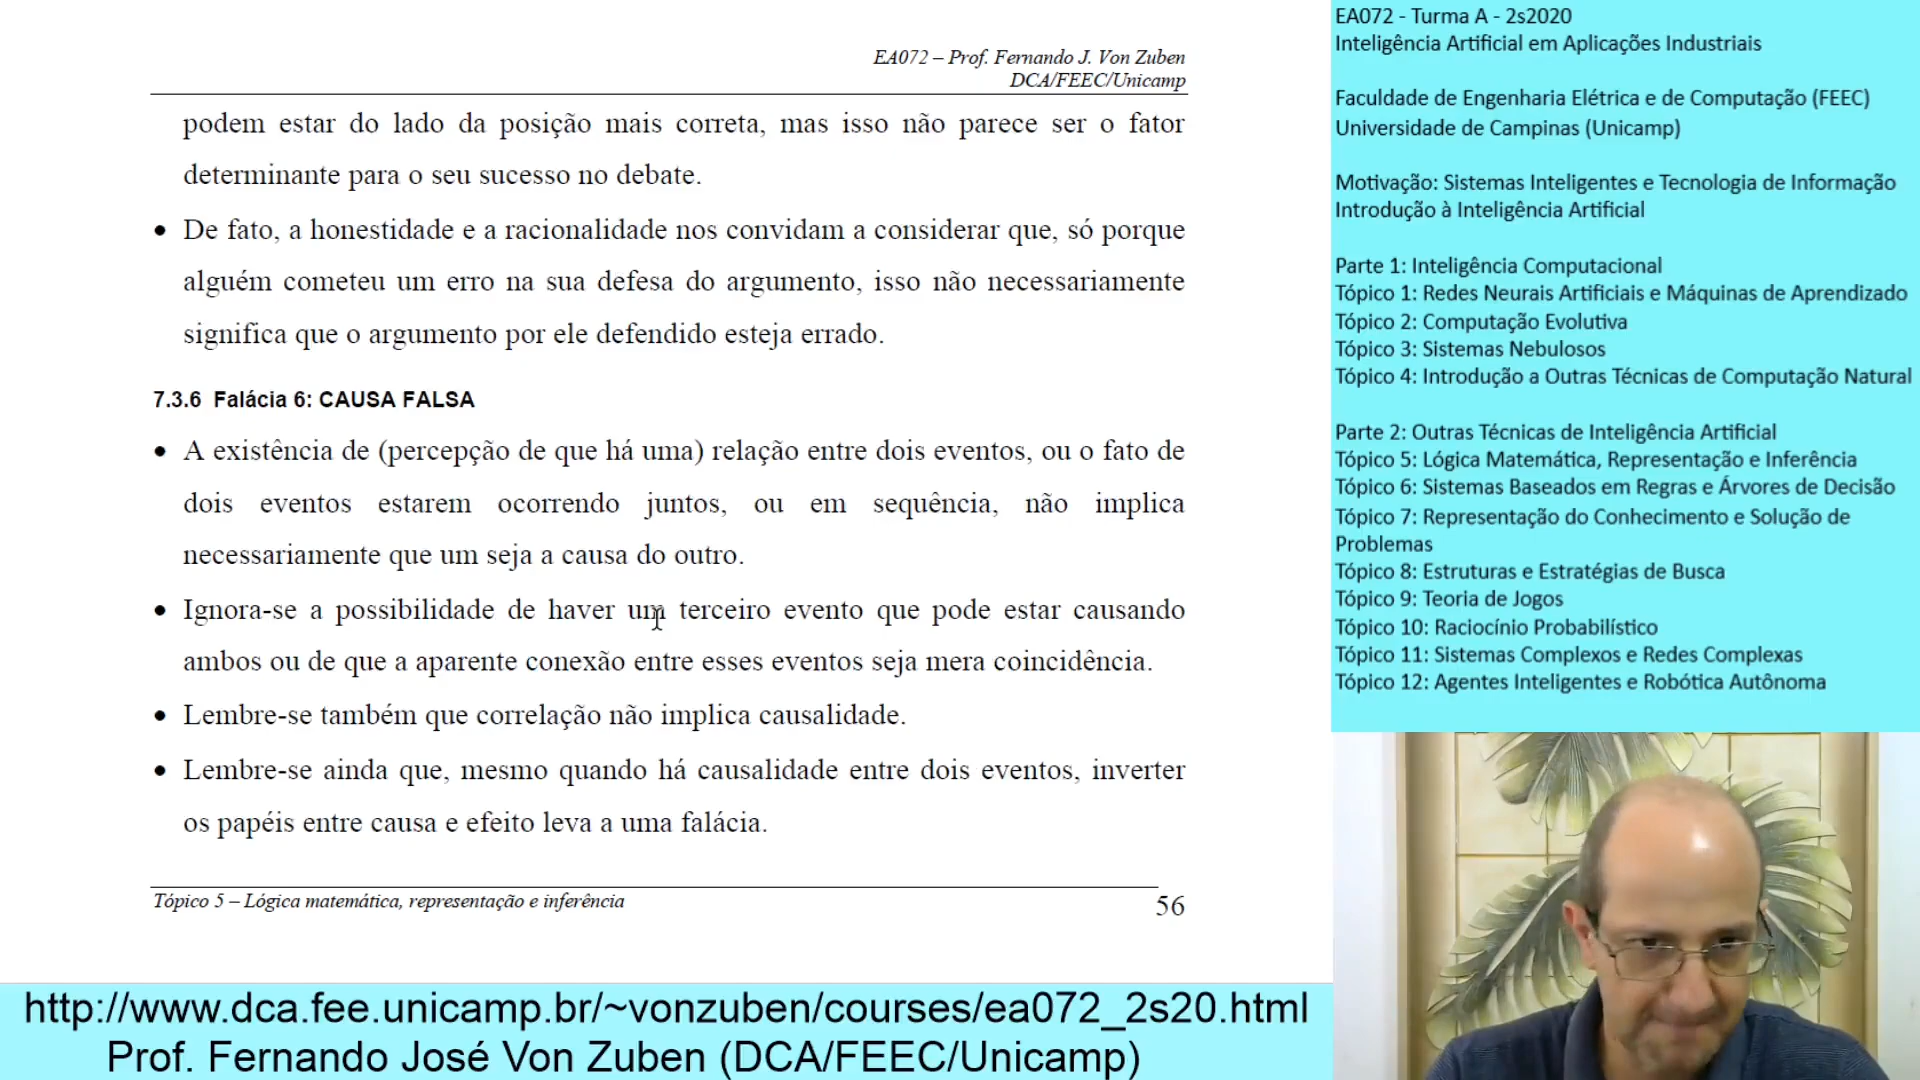 EA072 – Prof. Fernando J. Von Zuben
DCA/FEEC/Unicamp
podem estar do lado da posição mais correta, mas isso não parece ser o fator
determinante para o seu sucesso no debate.
• De fato, a honestidade e a racionalidade nos convidam a considerar que, só porque
alguém cometeu um erro na sua defesa do argumento, isso não necessariamente
significa que o argumento por ele defendido esteja errado.
7.3.6 Falácia 6: CAUSA FALSA
• A existência de (percepção de que há uma) relação entre dois eventos, ou o fato de
dois eventos estarem ocorrendo juntos, ou em sequência, não implica
necessariamente que um seja a causa do outro.
• Ignora-se a possibilidade de haver um terceiro evento que pode estar causando
ambos ou de que a aparente conexão entre esses eventos seja mera coincidência.
• Lembre-se também que correlação não implica causalidade.
• Lembre-se ainda que, mesmo quando há causalidade entre dois eventos, inverter
os papéis entre causa e efeito leva a uma falácia.
Tópico 5 – Lógica matemática, representação e inferência
56
EA072 - Turma A - 2s2020
Inteligência Artificial em Aplicações Industriais
Faculdade de Engenharia Elétrica e de Computação (FEEC)
Universidade de Campinas (Unicamp)
Motivação: Sistemas Inteligentes e Tecnologia de Informação
Introdução à Inteligência Artificial
Parte 1: Inteligência Computacional
Tópico 1: Redes Neurais Artificiais e Máquinas de Aprendizado
Tópico 2: Computação Evolutiva
Tópico 3: Sistemas Nebulosos
Tópico 4: Introdução a Outras Técnicas de Computação Natural
Parte 2: Outras Técnicas de Inteligência Artificial
Tópico 5: Lógica Matemática, Representação e Inferência
Tópico 6: Sistemas Baseados em Regras e Árvores de Decisão
Tópico 7: Representação do Conhecimento e Solução de
Problemas
Tópico 8: Estruturas e Estratégias de Busca
Tópico 9: Teoria de Jogos
Tópico 10: Raciocínio Probabilístico
Tópico 11: Sistemas Complexos e Redes Complexas
Tópico 12: Agentes Inteligentes e Robótica Autônoma
http://www.dca.fee.unicamp.br/~vonzuben/courses/ea072_2s20.html
Prof. Fernando José Von Zuben (DCA/FEEC/Unicamp)